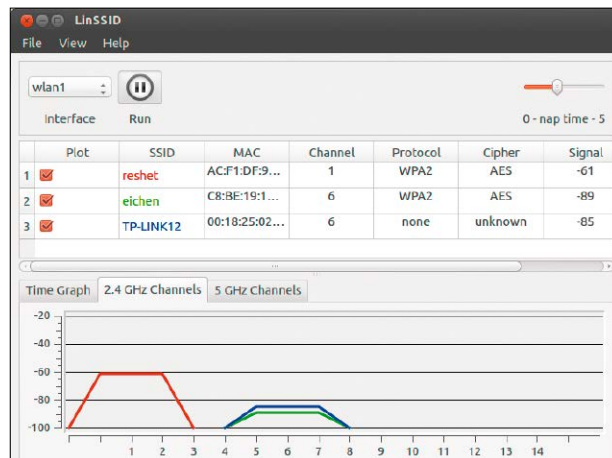 LinSSID
File View Help
wlan1
Interface Run 0 - nap time - 5
Plot SSID MAC Channel Protocol Cipher Signal
1 reshet AC:F1:DF:9... 1 WPA2 AES -61
2 eichen C8:BE:19:1... 6 WPA2 AES -89
3 TP-LINK12 00:18:25:02... 6 none unknown -85
Time Graph 2.4 GHz Channels 5 GHz Channels
-20
-40
-60
-80
-100
1 2 3 4 5 6 7 8 9 10 11 12 13 14